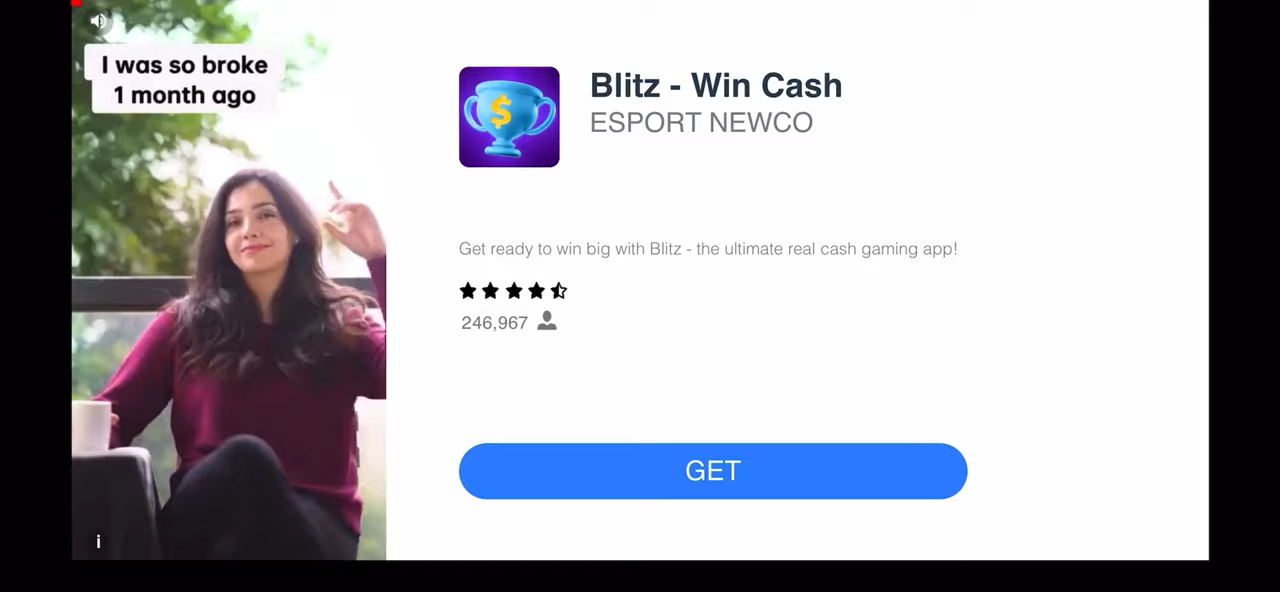 I was so broke
1 month ago
$
Blitz - Win Cash
ESPORT NEWCO
Get ready to win big with Blitz - the ultimate real cash gaming app!
246,967
GET
i